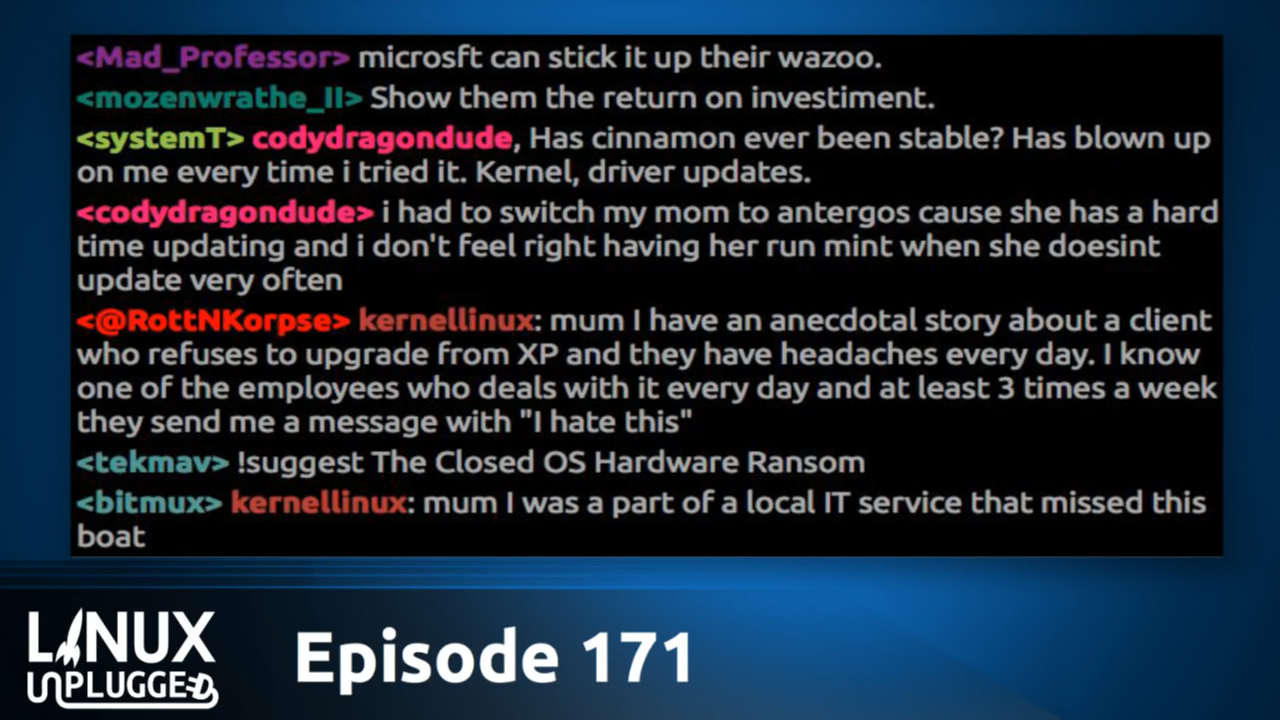 <Mad_Professor> microsft can stick it up their wazoo.
<mozenwrathe_II> Show them the return on investiment.
<systemT> codydragondude, Has cinnamon ever been stable? Has blown up
on me every time i tried it. Kernel, driver updates.
<codydragondude> i had to switch my mom to antergos cause she has a hard
time updating and i don't feel right having her run mint when she doesint
update very often
<@RottNKorpse> kernellinux: mum I have an anecdotal story about a client
who refuses to upgrade from XP and they have headaches every day. I know
one of the employees who deals with it every day and at least 3 times a week
they send me a message with "I hate this"
<tekmav> !suggest The Closed OS Hardware Ransom
<bitmux> kernellinux: mum I was a part of a local IT service that missed this
boat
LINUX
UNPLUGGED
Episode 171